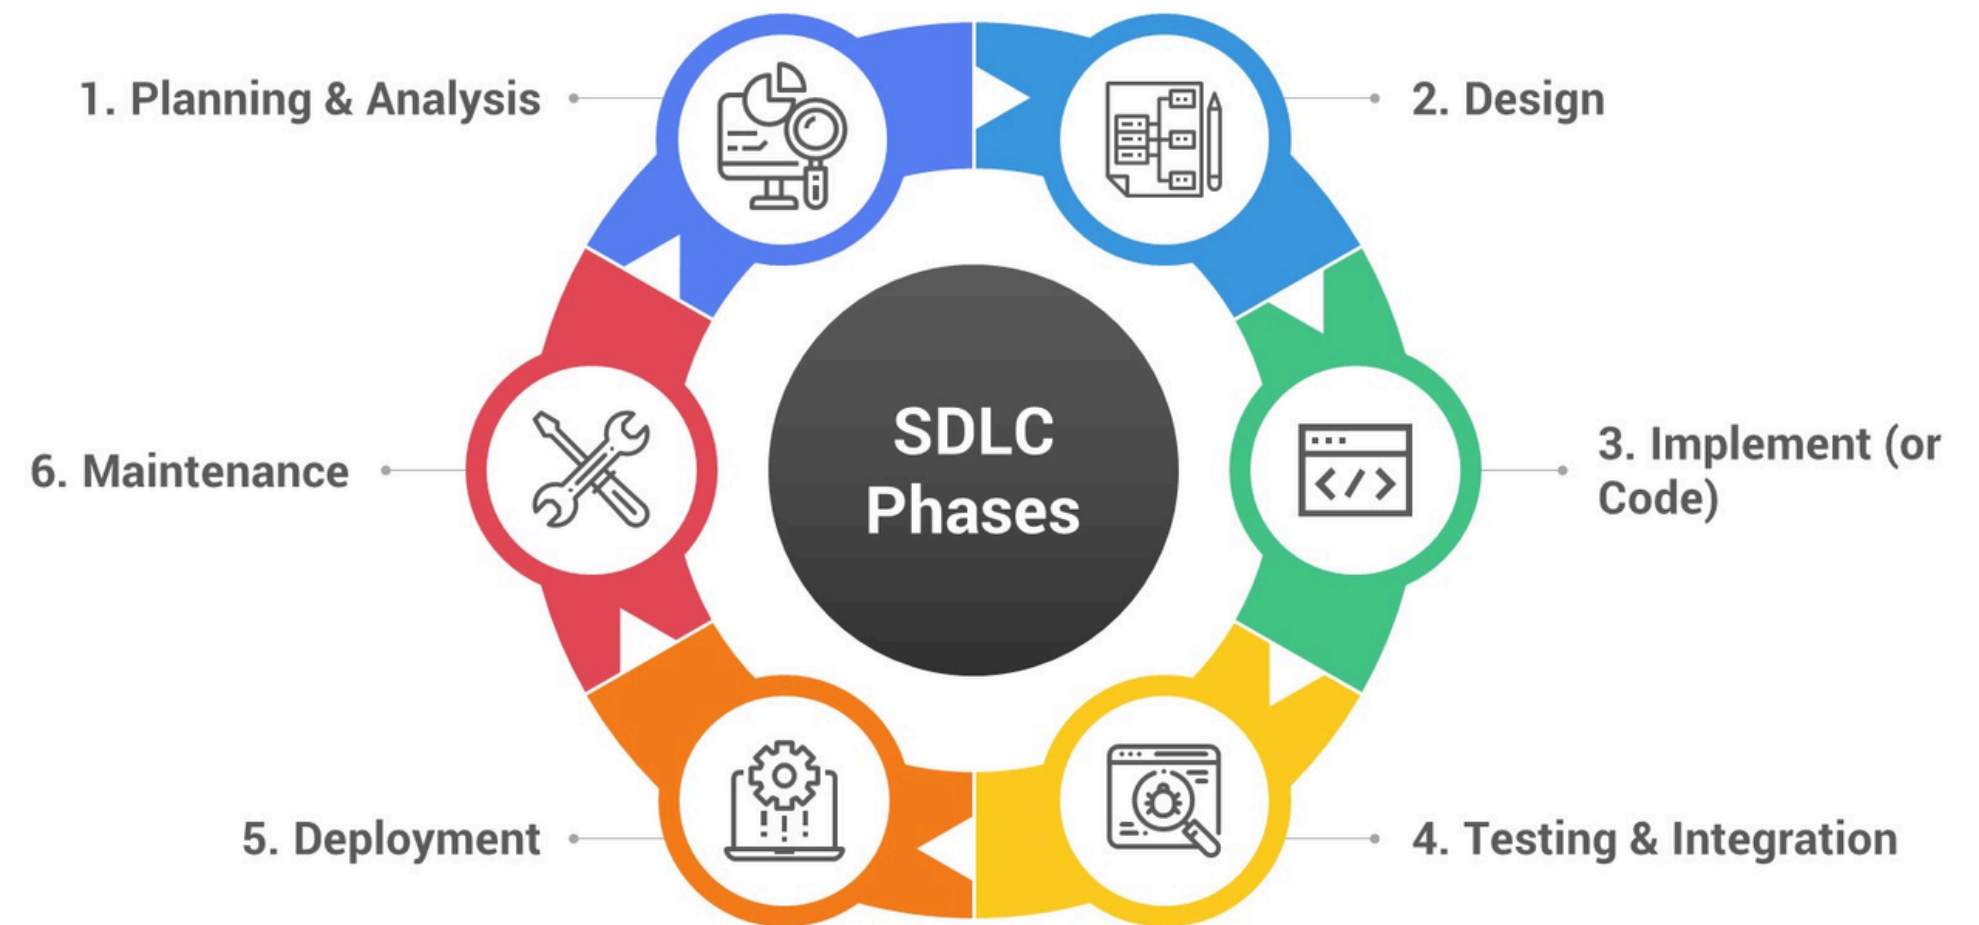 1. Planning & Analysis
2. Design
3. Implement (or
Code)
4. Testing & Integration
5. Deployment
6. Maintenance
SDLC
Phases